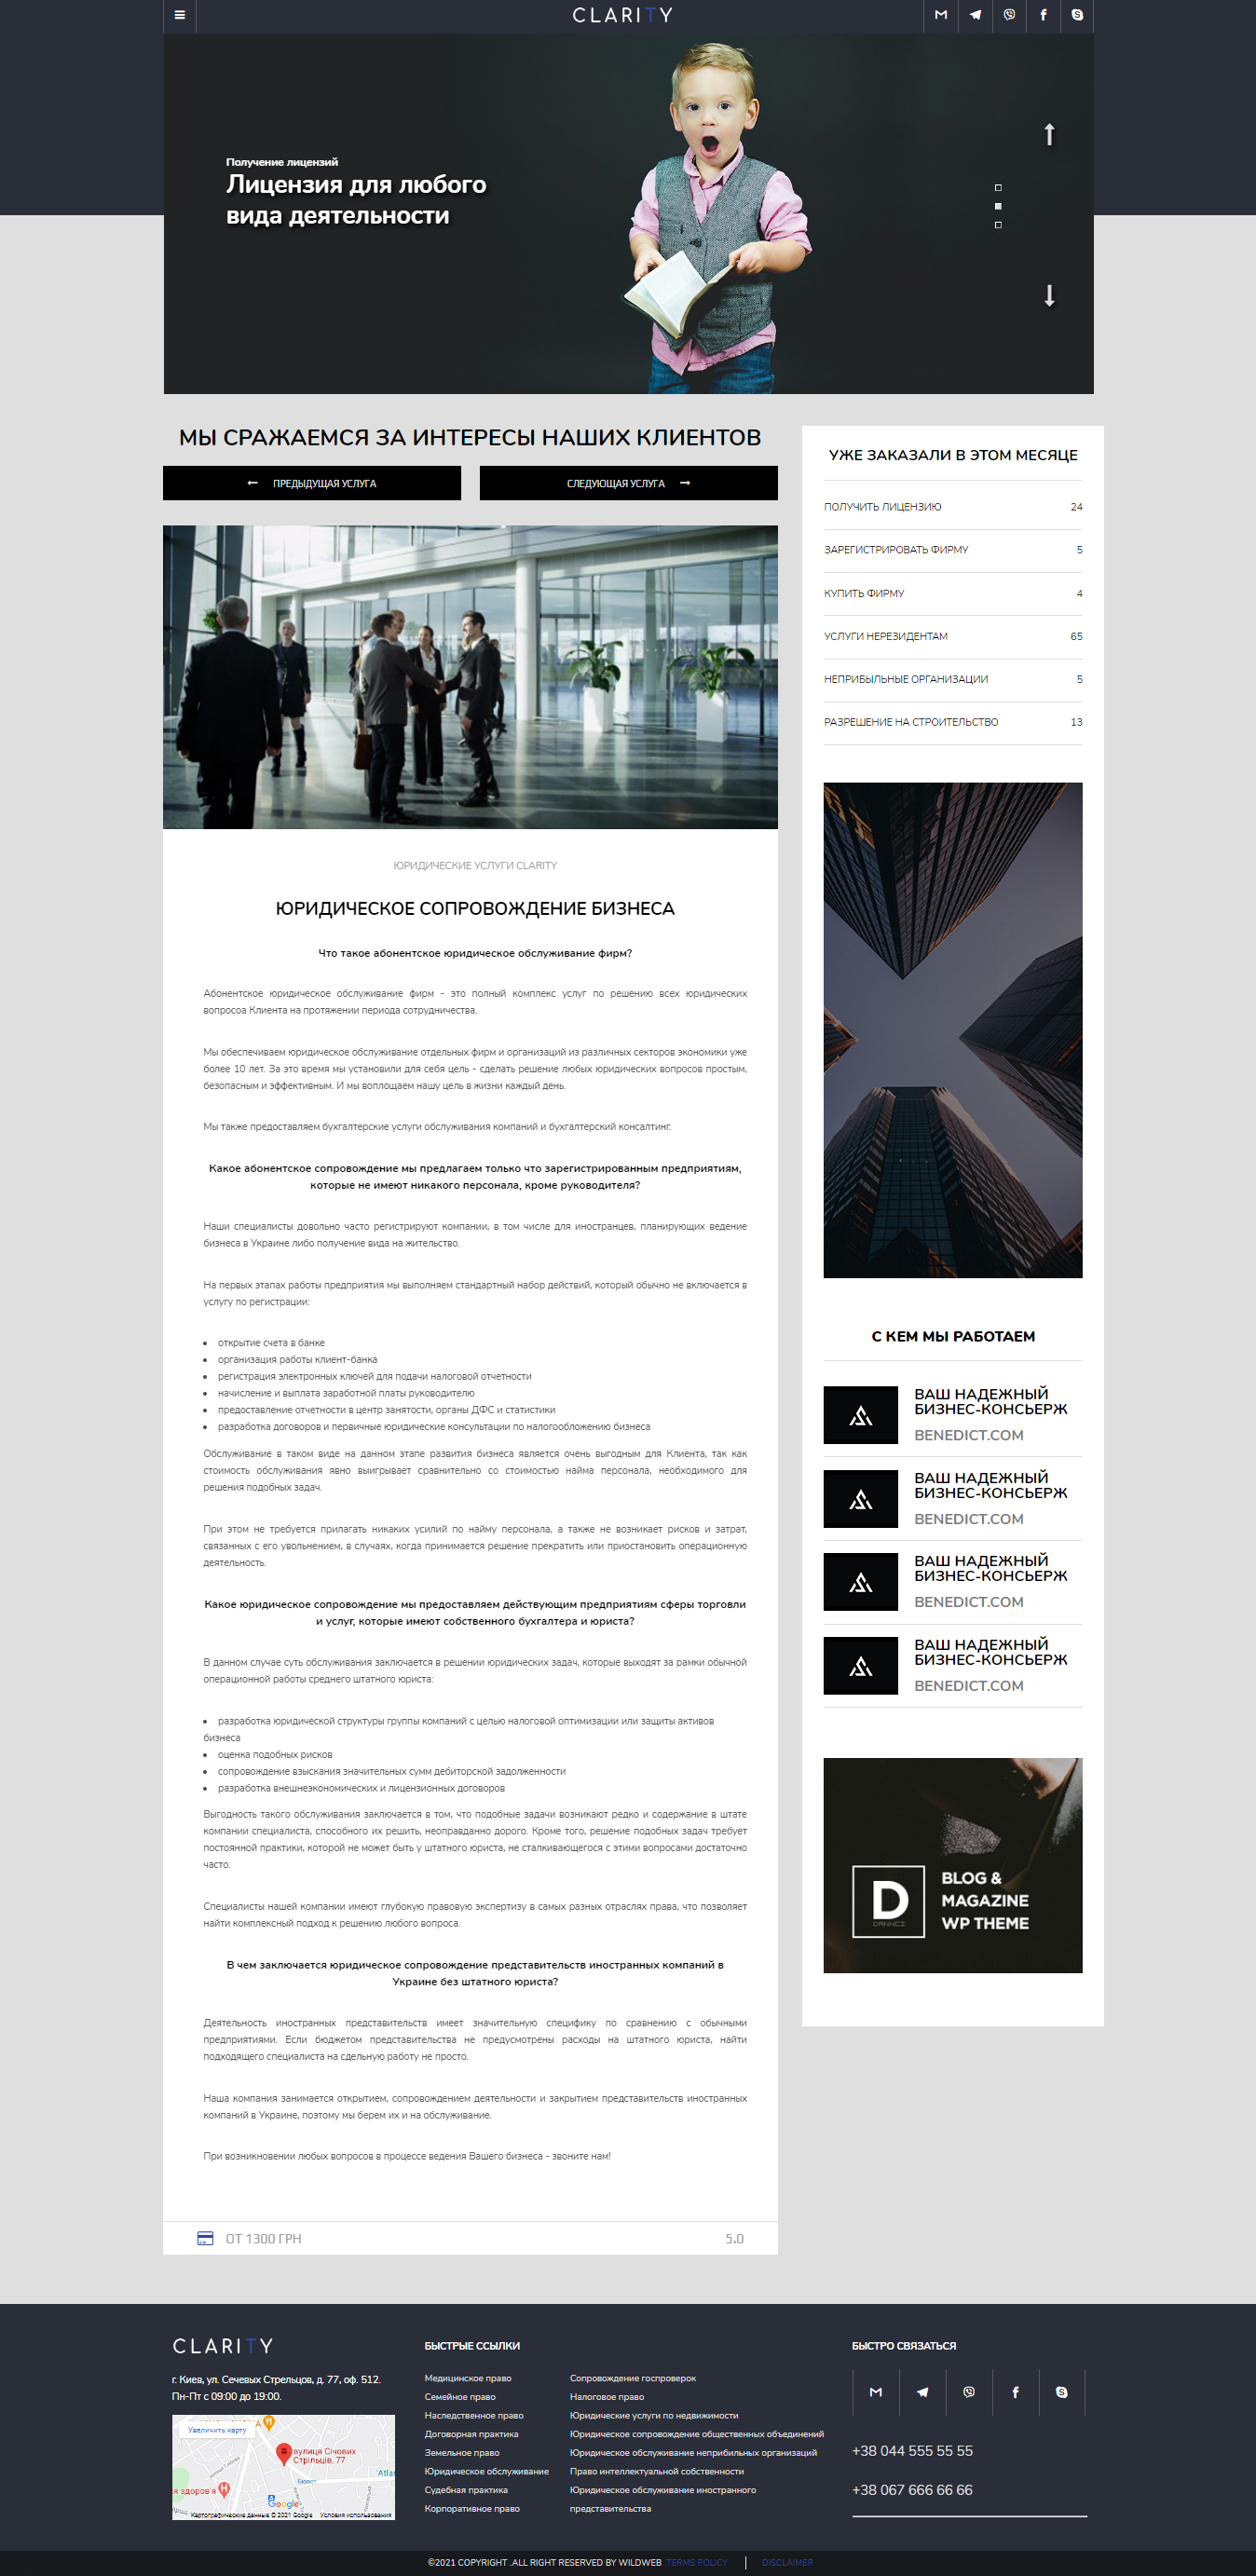 CLARITY
Получение лицензий
Лицензия для любого
вида деятельности
МЫ СРАЖАЕМСЯ ЗА ИНТЕРЕСЫ НАШИХ КЛИЕНТОВ
ПРЕДЫДУЩАЯ УСЛУГА
СЛЕДУЮЩАЯ УСЛУГА
ЮРИДИЧЕСКИЕ УСЛУГИ CLARITY
ЮРИДИЧЕСКОЕ СОПРОВОЖДЕНИЕ БИЗНЕСА
Что такое абонентское юридическое обслуживание фирм?
Абонентское юридическое обслуживание фирм - это полный комплекс услуг по решению всех юридических
вопросоа Клиента на протяжении периода сотрудничества.
Мы обеспечиваем юридическое обслуживание отдельных фирм и организаций из различных секторов экономики уже
более 10 лет. За это время мы установили для себя цель - сделать решение любых юридических вопросов простым,
безопасным и эффективным. И мы воплощаем нашу цель в жизни каждый день.
Мы также предоставляем бухгалтерские услуги обслуживания компаний и бухгалтерский консалтинг.
Какое абонентское сопровождение мы предлагаем только что зарегистрированным предприятиям,
которые не имеют никакого персонала, кроме руководителя?
Наши специалисты довольно часто регистрируют компании, в том числе для иностранцев, планирующих ведение
бизнеса в Украине либо получение вида на жительство.
На первых этапах работы предприятия мы выполняем стандартный набор действий, который обычно не включается в
услугу по регистрации:
• открытие счета в банке
• организация работы клиент-банка
• регистрация электронных ключей для подачи налоговой отчетности
• начисление и выплата заработной платы руководителю
• предоставление отчетности в центр занятости, органы ДФС и статистики
• разработка договоров и первичные юридические консультации по налогообложению бизнеса
Обслуживание в таком виде на данном этапе развития бизнеса является очень выгодным для Клиента, так как
стоимость обслуживания явно выигрывает сравнительно со стоимостью найма персонала, необходимого для
решения подобных задач.
При этом не требуется прилагать никаких усилий по найму персонала, а также не возникает рисков и затрат,
связанных с его увольнением, в случаях, когда принимается решение прекратить или приостановить операционную
деятельность.
Какое юридическое сопровождение мы предоставляем действующим предприятиям сферы торговли
и услуг, которые имеют собственного бухгалтера и юриста?
В данном случае суть обслуживания заключается в решении юридических задач, которые выходят за рамки обычной
операционной работы среднего штатного юриста:
• разработка юридической структуры группы компаний с целью налоговой оптимизации или защиты активов
бизнеса
• оценка подобных рисков
• сопровождение взыскания значительных сумм дебиторской задолженности
• разработка внешнеэкономических и лицензионных договоров
Выгодность такого обслуживания заключается в том, что подобные задачи возникают редко и содержание в штате
компании специалиста, способного их решить, неоправданно дорого. Кроме того, решение подобных задач требует
постоянной практики, которой не может быть у штатного юриста, не сталкивающегося с этими вопросами достаточно
часто.
Специалисты нашей компании имеют глубокую правовую экспертизу в самых разных отраслях права, что позволяет
найти комплексный подход к решению любого вопроса.
В чем заключается юридическое сопровождение представительств иностранных компаний в
Украине без штатного юриста?
Деятельность иностранных представительств имеет значительную специфику по сравнению с обычными
предприятиями. Если бюджетом представительства не предусмотрены расходы на штатного юриста, найти
подходящего специалиста на сдельную работу не просто.
Наша компания занимается открытием, сопровождением деятельности и закрытием представительств иностранных
компаний в Украине, поэтому мы берем их и на обслуживание.
При возникновении любых вопросов в процессе ведения Вашего бизнеса - звоните нам!
ОТ 1300 ГРН 5.0
УЖЕ ЗАКАЗАЛИ В ЭТОМ МЕСЯЦЕ
ПОЛУЧИТЬ ЛИЦЕНЗИЮ 24
ЗАРЕГИСТРИРОВАТЬ ФИРМУ 5
КУПИТЬ ФИРМУ 4
УСЛУГИ НЕРЕЗИДЕНТАМ 65
НЕПРИБЫЛЬНЫЕ ОРГАНИЗАЦИИ 5
РАЗРЕШЕНИЕ НА СТРОИТЕЛЬСТВО 13
С КЕМ МЫ РАБОТАЕМ
ВАШ НАДЕЖНЫЙ
БИЗНЕС-КОНСЬЕРЖ
BENEDICT.COM
ВАШ НАДЕЖНЫЙ
БИЗНЕС-КОНСЬЕРЖ
BENEDICT.COM
ВАШ НАДЕЖНЫЙ
БИЗНЕС-КОНСЬЕРЖ
BENEDICT.COM
ВАШ НАДЕЖНЫЙ
БИЗНЕС-КОНСЬЕРЖ
BENEDICT.COM
D
BLOG &
MAGAZINE
WP THEME
CLARITY
г. Киев, ул. Сечевых Стрельцов, д. 77, оф. 512.
Пн-Пт с 09:00 до 19:00.
Увеличить карту
вулиця Січових
Стрільців, 77
Atlas
Бювет
я здоров'я
Google
Картографические данные © 2021 Google Условия использования
БЫСТРЫЕ ССЫЛКИ
Медицинское право
Семейное право
Наследственное право
Договорная практика
Земельное право
Юридическое обслуживание
Судебная практика
Корпоративное право
Сопровождение госпроверок
Налоговое право
Юридические услуги по недвижимости
Юридическое сопровождение общественных объединений
Юридическое обслуживание неприбильных организаций
Право интеллектуальной собственности
Юридическое обслуживание иностранного
представительства
БЫСТРО СВЯЗАТЬСЯ
+38 044 555 55 55
+38 067 666 66 66
©2021 COPYRIGHT .ALL RIGHT RESERVED BY WILDWEB TERMS POLICY | DISCLAIMER